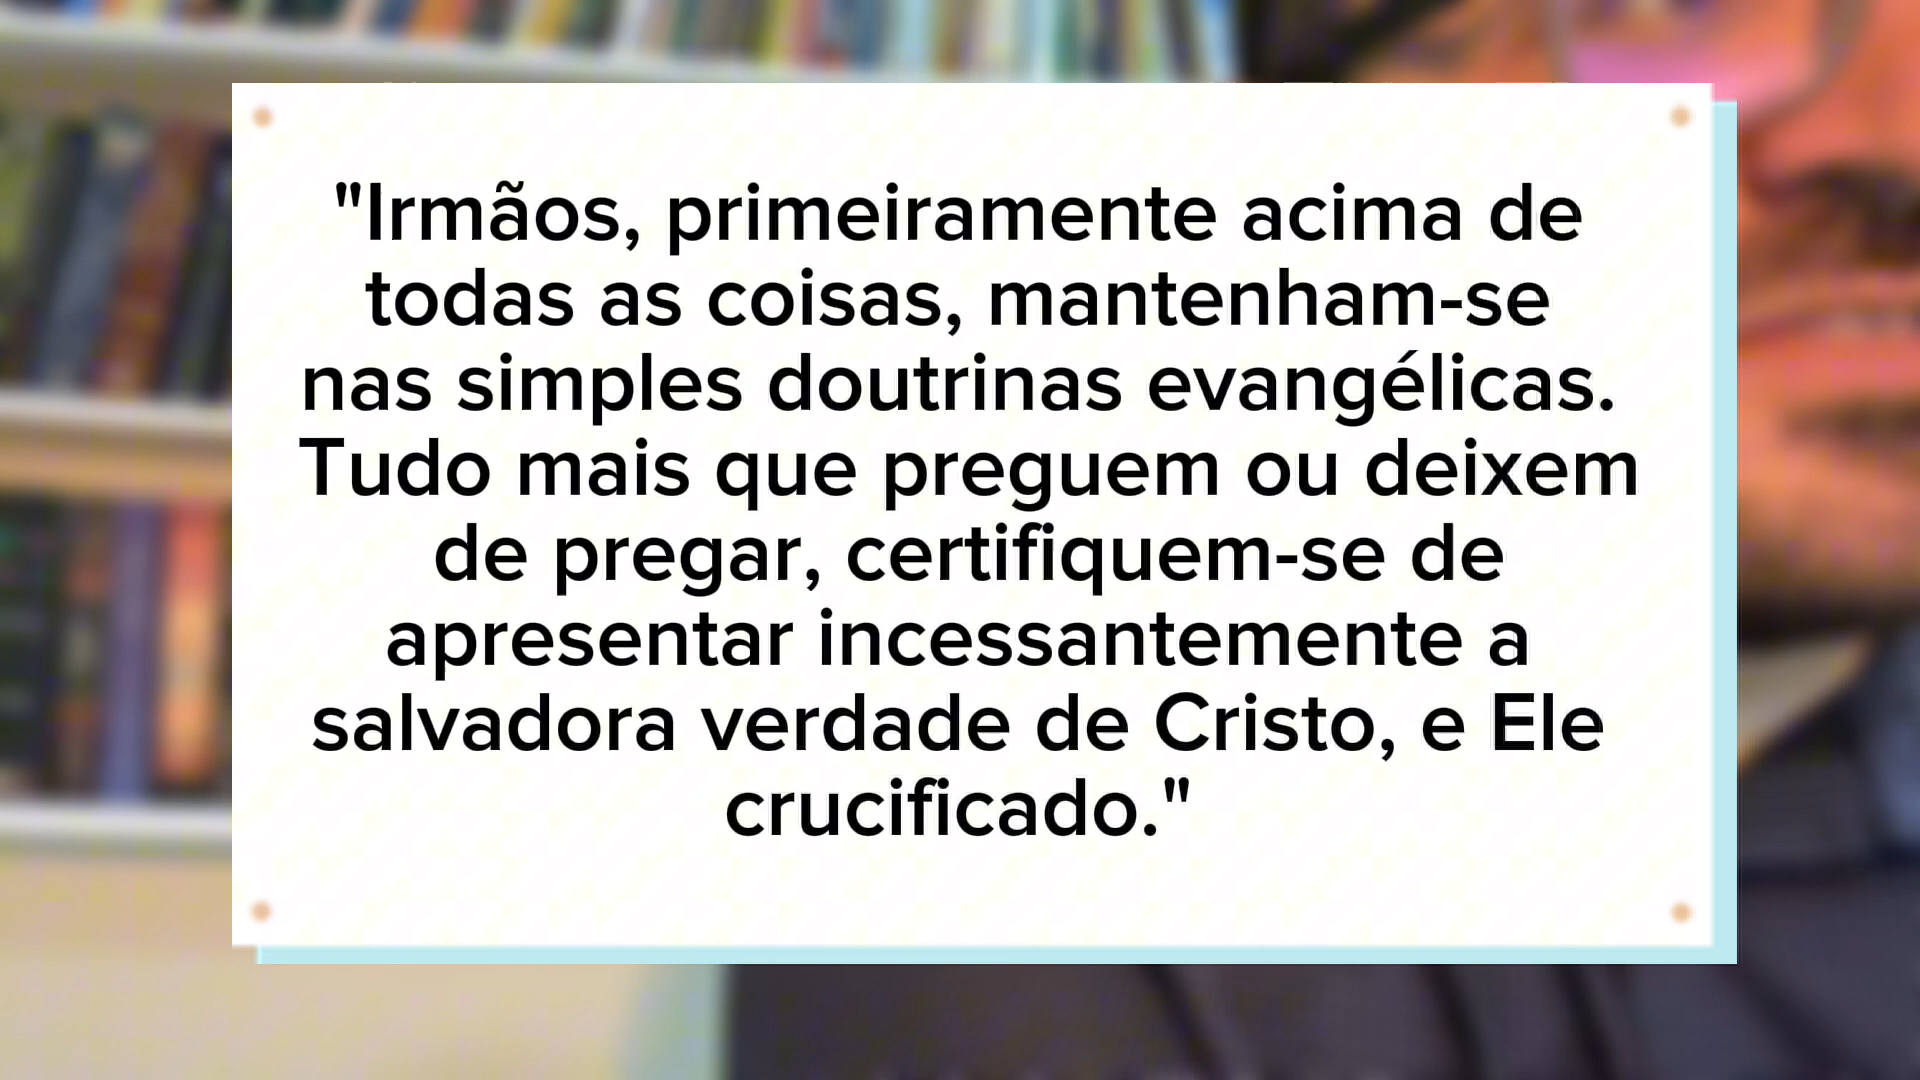 "Irmãos, primeiramente acima de
todas as coisas, mantenham-se
nas simples doutrinas evangélicas.
Tudo mais que preguem ou deixem
de pregar, certifiquem-se de
apresentar incessantemente a
salvadora verdade de Cristo, e Ele
crucificado."